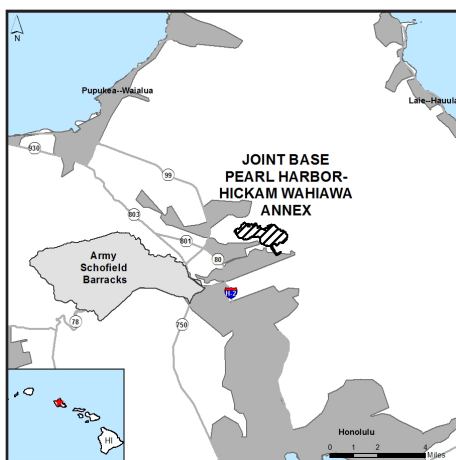 N
Pupukea--Waialua
Laie--Hauula
930
99
JOINT BASE
PEARL HARBOR-
HICKAM WAHIAWA
ANNEX
803
801
80
Army
Schofield
Barracks
H-2
78
750
HI
Honolulu
0 1 2 4
Miles